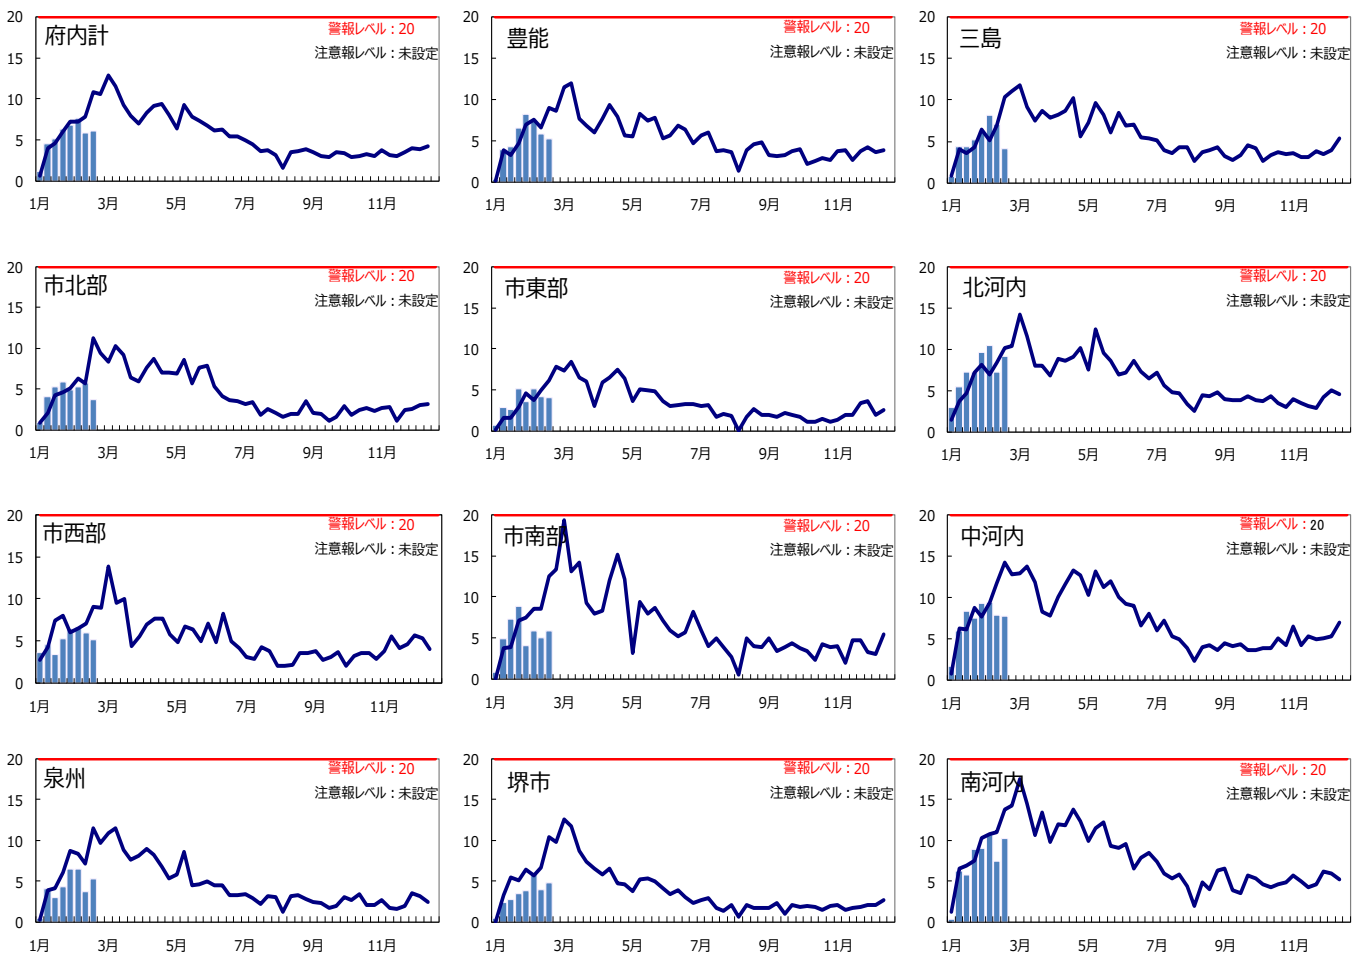 府内計
警報レベル：20
注意報レベル：未設定
20
15
10
5
0
1月 3月 5月 7月 9月 11月
豊能
警報レベル：20
注意報レベル：未設定
20
15
10
5
0
1月 3月 5月 7月 9月 11月
三島
警報レベル：20
注意報レベル：未設定
20
15
10
5
0
1月 3月 5月 7月 9月 11月
市北部
警報レベル：20
注意報レベル：未設定
20
15
10
5
0
1月 3月 5月 7月 9月 11月
市東部
警報レベル：20
注意報レベル：未設定
20
15
10
5
0
1月 3月 5月 7月 9月 11月
北河内
警報レベル：20
注意報レベル：未設定
20
15
10
5
0
1月 3月 5月 7月 9月 11月
市西部
警報レベル：20
注意報レベル：未設定
20
15
10
5
0
1月 3月 5月 7月 9月 11月
市南部
警報レベル：20
注意報レベル：未設定
20
15
10
5
0
1月 3月 5月 7月 9月 11月
中河内
警報レベル：20
注意報レベル：未設定
20
15
10
5
0
1月 3月 5月 7月 9月 11月
泉州
警報レベル：20
注意報レベル：未設定
20
15
10
5
0
1月 3月 5月 7月 9月 11月
堺市
警報レベル：20
注意報レベル：未設定
20
15
10
5
0
1月 3月 5月 7月 9月 11月
南河内
警報レベル：20
注意報レベル：未設定
20
15
10
5
0
1月 3月 5月 7月 9月 11月